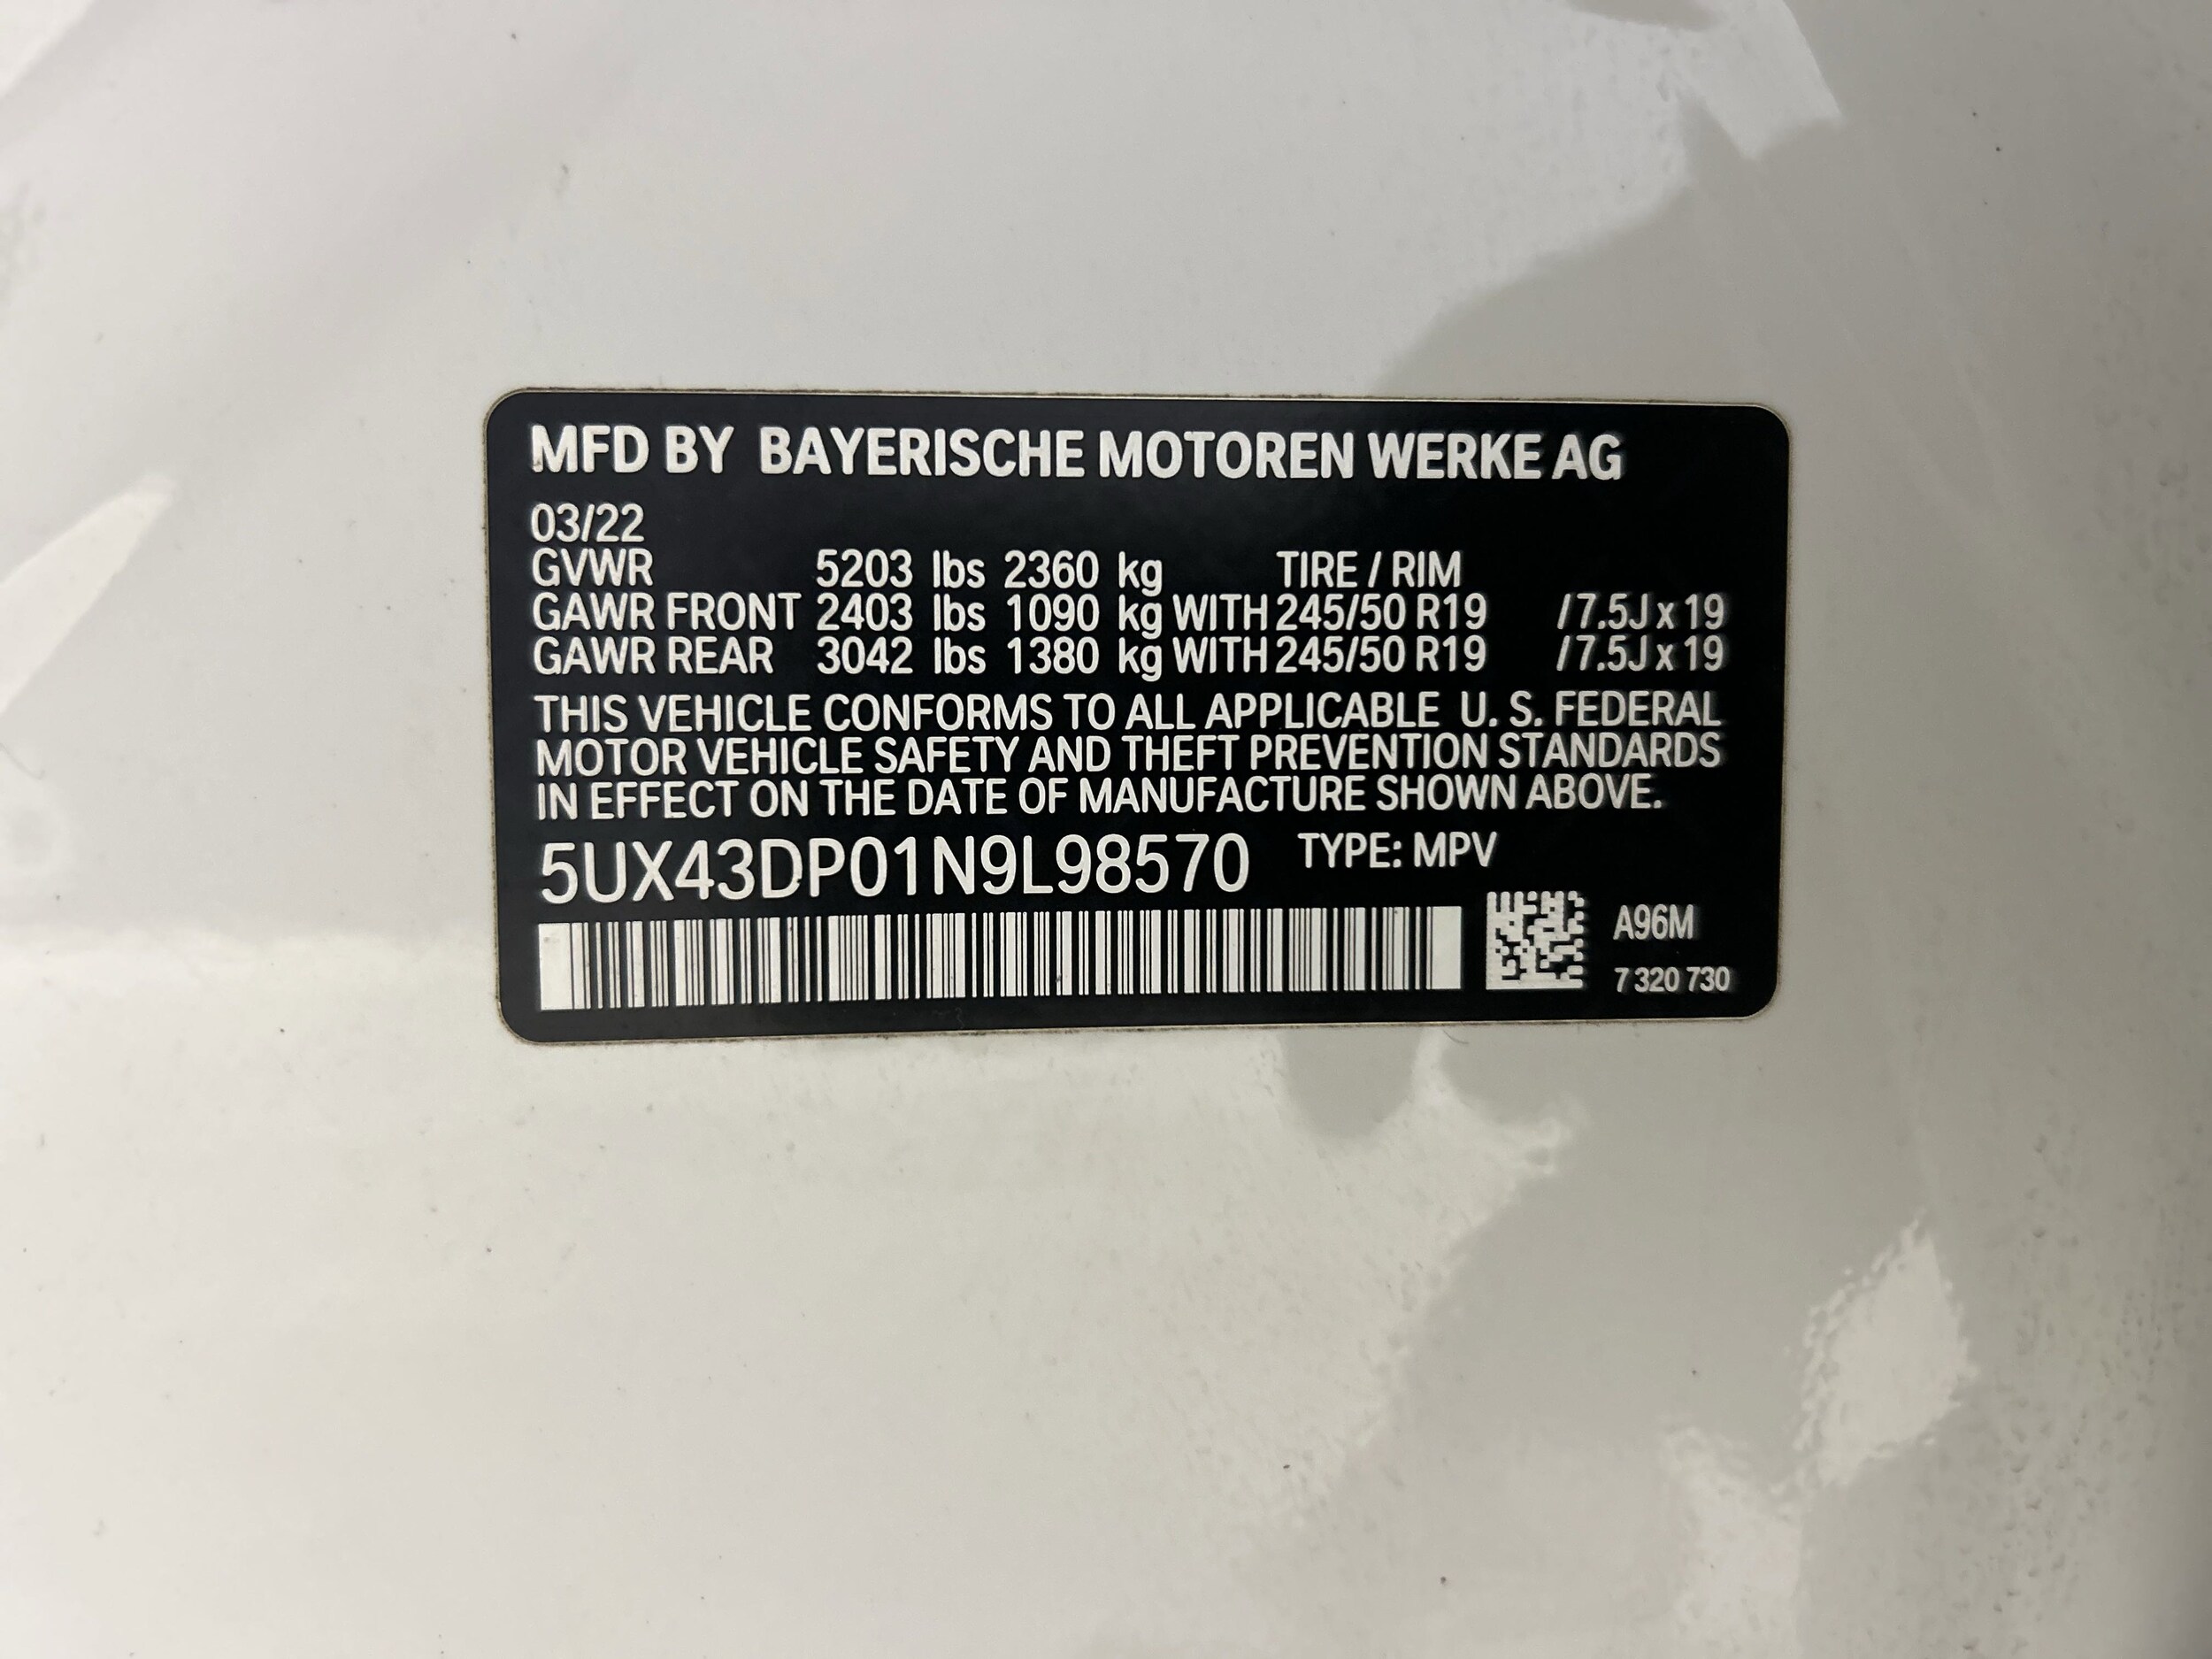 MFD BY BAYERISCHE MOTOREN WERKE AG
03/22
GVWR 5203 lbs 2360 kg TIRE / RIM
GAWR FRONT 2403 lbs 1090 kg WITH 245/50 R19 / 7.5J x 19
GAWR REAR 3042 lbs 1380 kg WITH 245/50 R19 / 7.5J x 19
THIS VEHICLE CONFORMS TO ALL APPLICABLE U. S. FEDERAL
MOTOR VEHICLE SAFETY AND THEFT PREVENTION STANDARDS
IN EFFECT ON THE DATE OF MANUFACTURE SHOWN ABOVE.
5UX43DP01N9L98570 TYPE: MPV
A96M
7 320 730